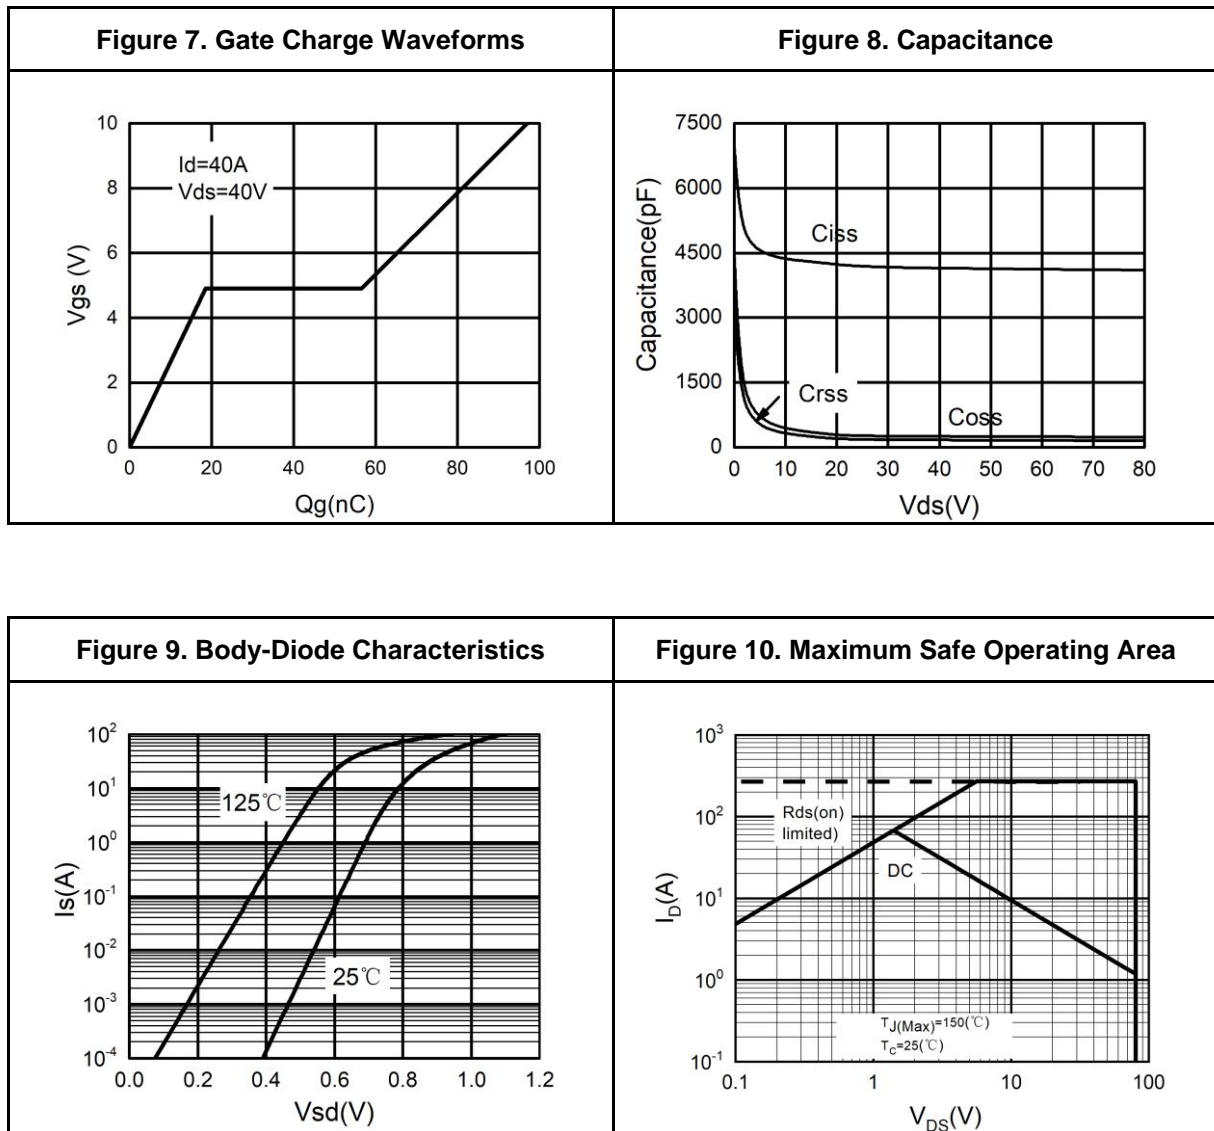 Figure 7. Gate Charge Waveforms
Figure 8. Capacitance
10
8
6
4
2
0
Vgs (V)
Id=40A
Vds=40V
0 20 40 60 80 100
Qg(nC)
7500
6000
4500
3000
1500
0
Capacitance(pF)
Ciss
Crss
Coss
0 10 20 30 40 50 60 70 80
Vds(V)
Figure 9. Body-Diode Characteristics
Figure 10. Maximum Safe Operating Area
10²
10¹
10⁰
10⁻¹
10⁻²
10⁻³
10⁻⁴
Is(A)
125℃
25℃
0.0 0.2 0.4 0.6 0.8 1.0 1.2
Vsd(V)
10³
10²
10¹
10⁰
10⁻¹
I_D(A)
Rds(on)
limited)
DC
T_J(Max)=150(℃)
T_C=25(℃)
0.1 1 10 100
V_DS(V)